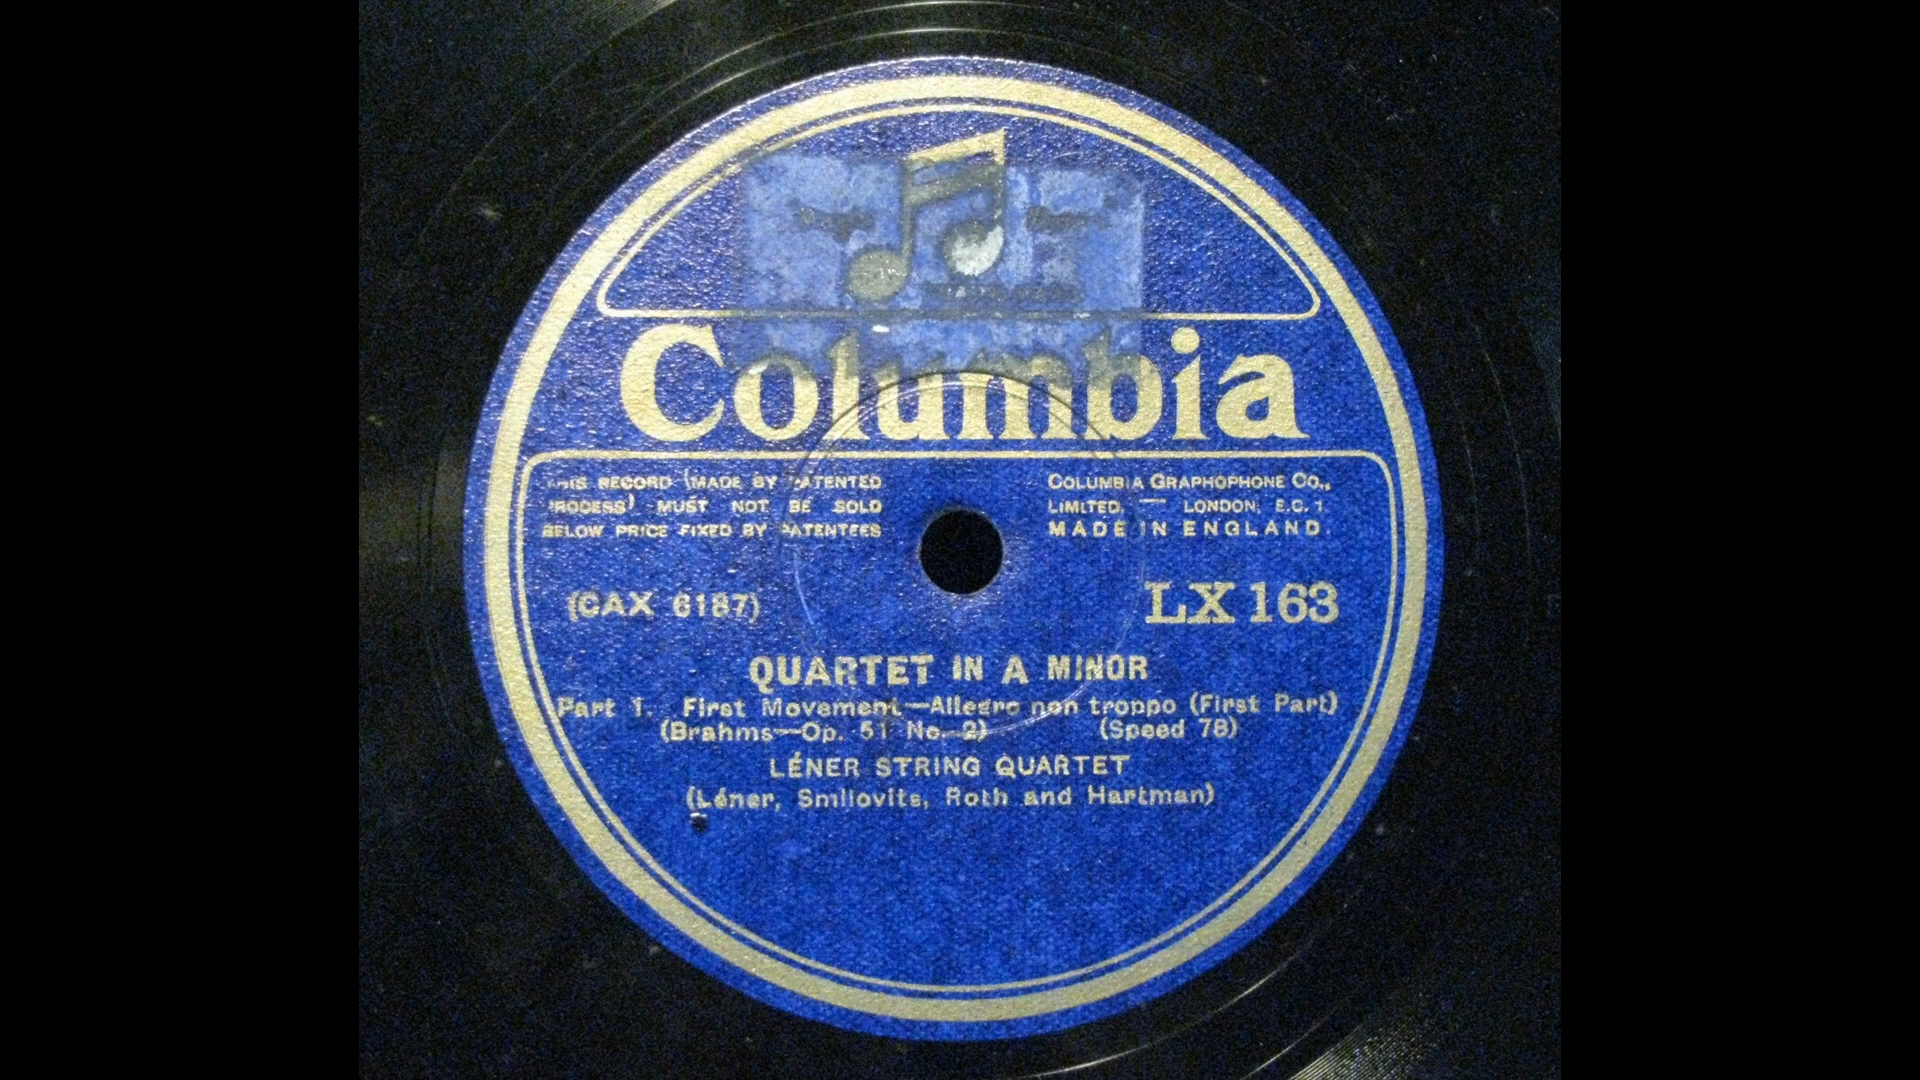 Columbia
THIS RECORD (MADE BY PATENTED
PROCESS) MUST NOT BE SOLD
BELOW PRICE FIXED BY PATENTEES
COLUMBIA GRAPHOPHONE CO.,
LIMITED, — LONDON, E.C. 1
MADE IN ENGLAND.
(CAX 6187)
LX 163
QUARTET IN A MINOR
Part 1. First Movement—Allegro non troppo (First Part)
(Brahms—Op. 51 No. 2) (Speed 78)
LÉNER STRING QUARTET
(Léner, Smilovits, Roth and Hartman)